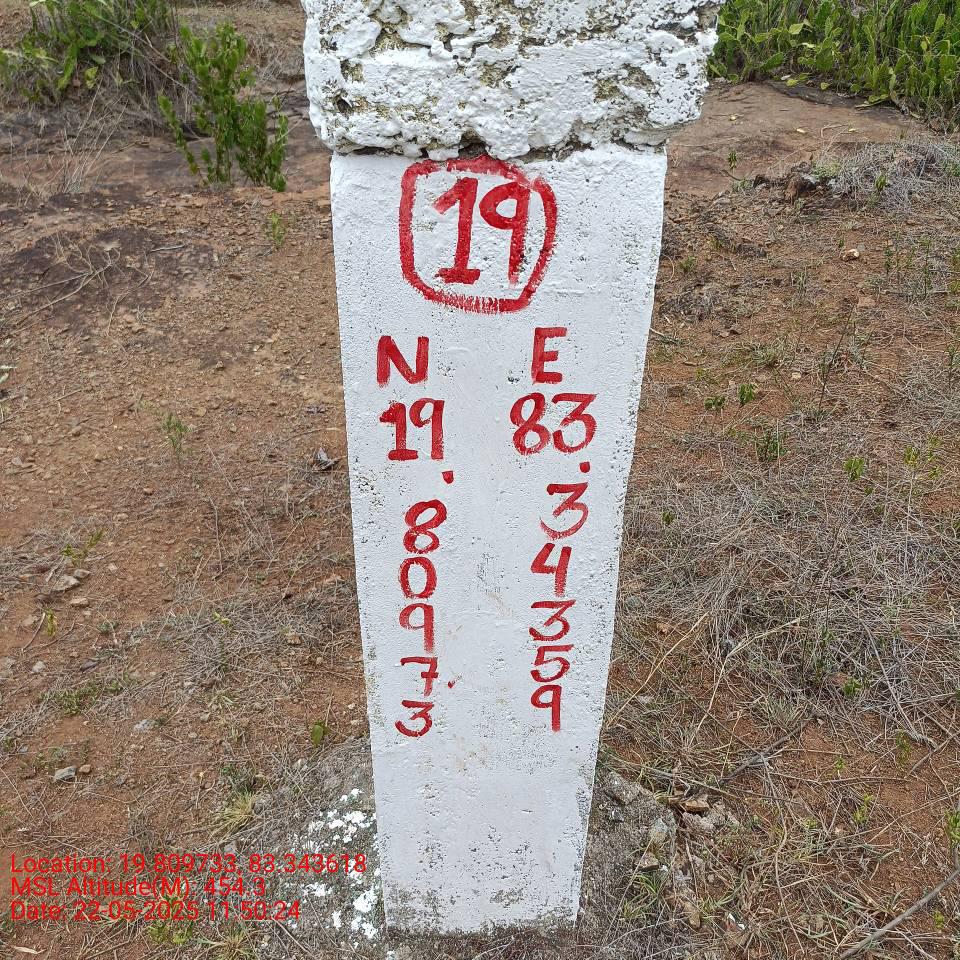 19
N E
19 83
. .
8 3
0 4
9 3
7 5
3 9
Location: 19.809733, 83.343618
MSL Altitude(M): 454.3
Date: 22-05-2025 11:50:24